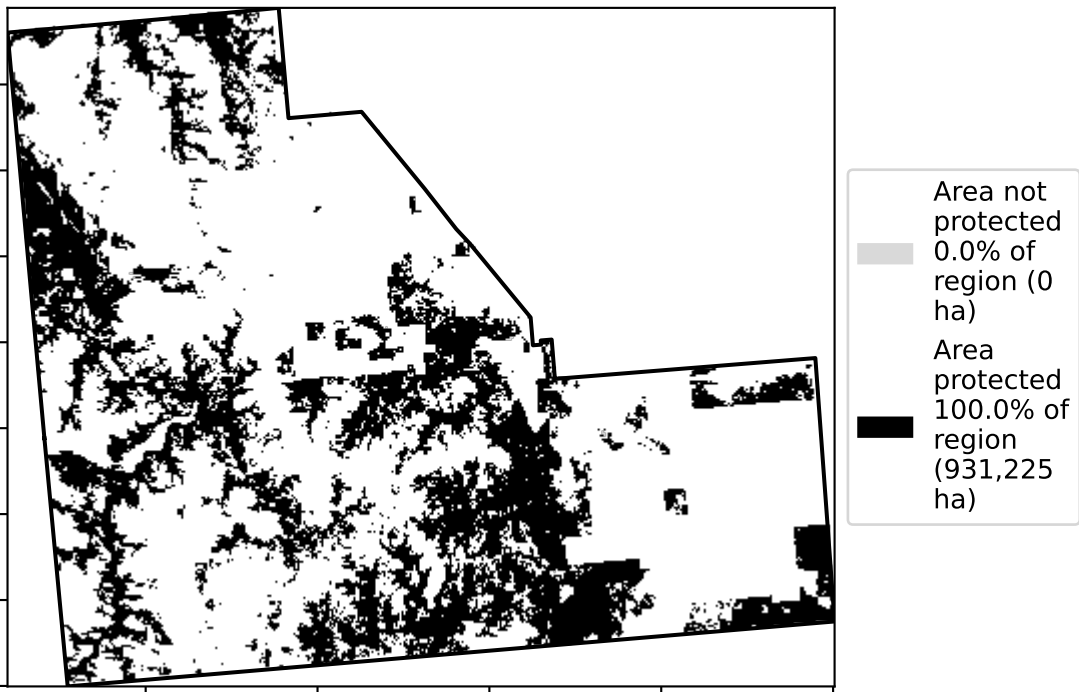 Area not
protected
0.0% of
region (0
ha)
Area
protected
100.0% of
region
(931,225
ha)